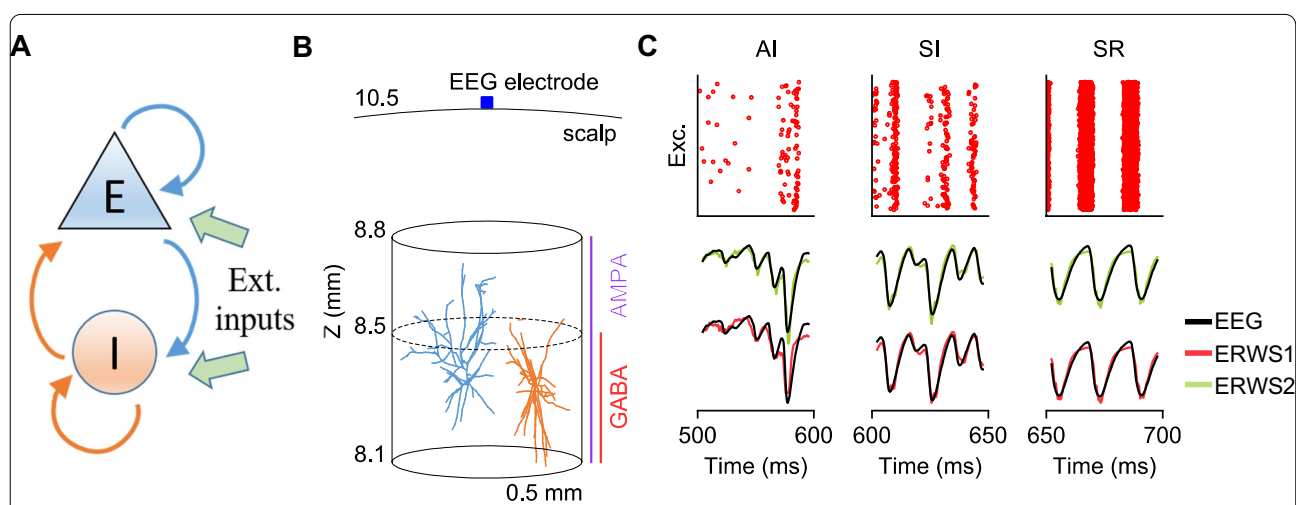 A
E
I
Ext.
inputs
B
EEG electrode
10.5
scalp
8.8
8.5
8.1
Z (mm)
AMPA
GABA
0.5 mm
C
AI
SI
SR
Exc.
EEG
ERWS1
ERWS2
500
600
600
650
650
700
Time (ms)
Time (ms)
Time (ms)